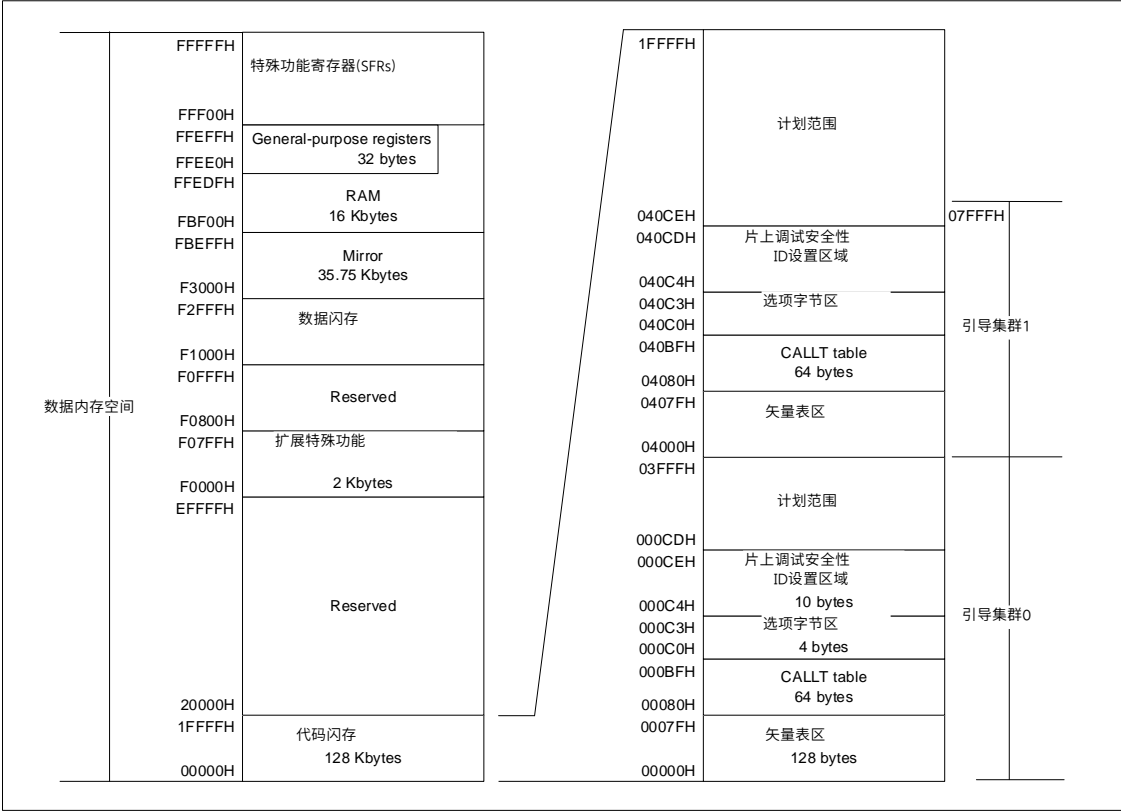 FFFFFH
特殊功能寄存器(SFRs)
FFF00H
FFEFFH
General-purpose registers
32 bytes
FFEE0H
FFEDFH
RAM
16 Kbytes
FBF00H
FBEFFH
Mirror
35.75 Kbytes
F3000H
F2FFFH
数据闪存
F1000H
F0FFFH
Reserved
数据内存空间
F0800H
F07FFH
扩展特殊功能
F0000H
2 Kbytes
EFFFFH
Reserved
20000H
1FFFFH
代码闪存
128 Kbytes
00000H
1FFFFH
计划范围
040CEH
07FFFH
040CDH
片上调试安全性
ID设置区域
040C4H
040C3H
选项字节区
040C0H
引导集群1
040BFH
CALLT table
64 bytes
04080H
0407FH
矢量表区
04000H
03FFFH
计划范围
000CDH
000CEH
片上调试安全性
ID设置区域
10 bytes
000C4H
引导集群0
000C3H
选项字节区
4 bytes
000C0H
000BFH
CALLT table
64 bytes
00080H
0007FH
矢量表区
128 bytes
00000H